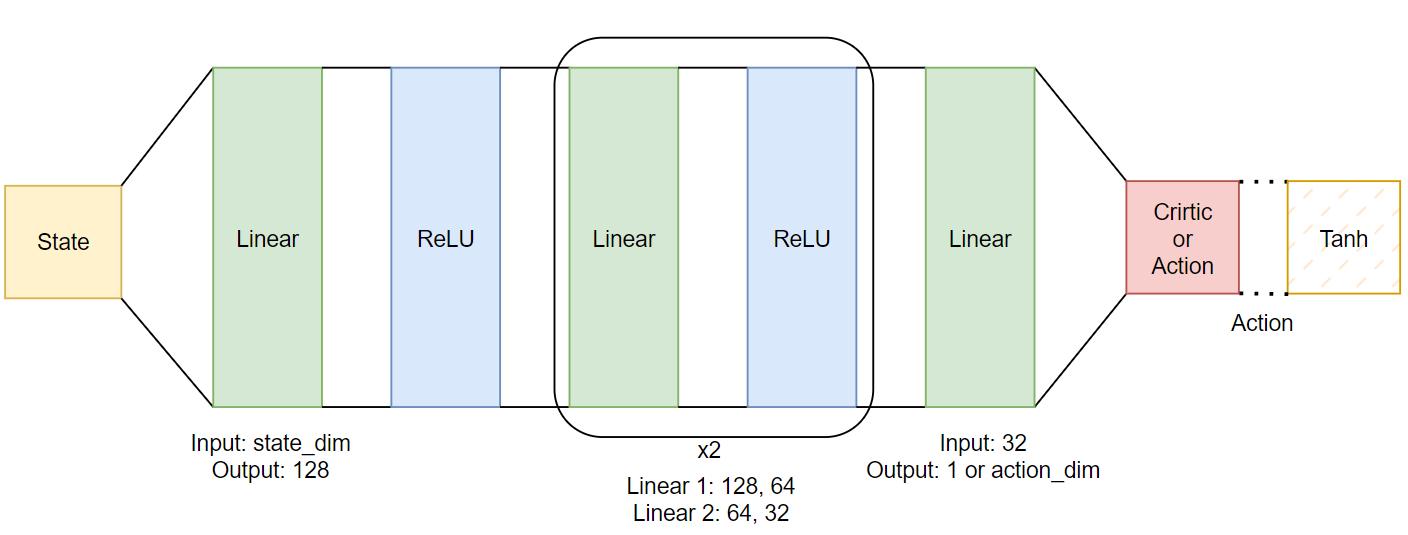 State
Linear
ReLU
Linear
ReLU
Linear
Crirtic
or
Action
Tanh
Action
Input: state_dim
Output: 128
x2
Linear 1: 128, 64
Linear 2: 64, 32
Input: 32
Output: 1 or action_dim